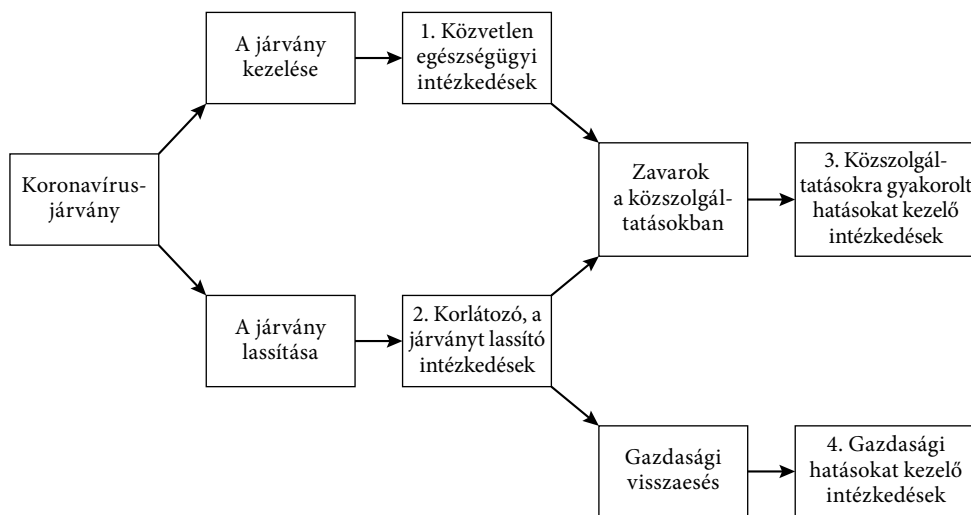 A járvány
kezelése
1. Közvetlen
egészségügyi
intézkedések
Koronavírus-
járvány
Zavarok
a közszolgál-
tatásokban
3. Közszolgál-
tatásokra gyakorolt
hatásokat kezelő
intézkedések
A járvány
lassítása
2. Korlátozó, a
járványt lassító
intézkedések
Gazdasági
visszaesés
4. Gazdasági
hatásokat kezelő
intézkedések